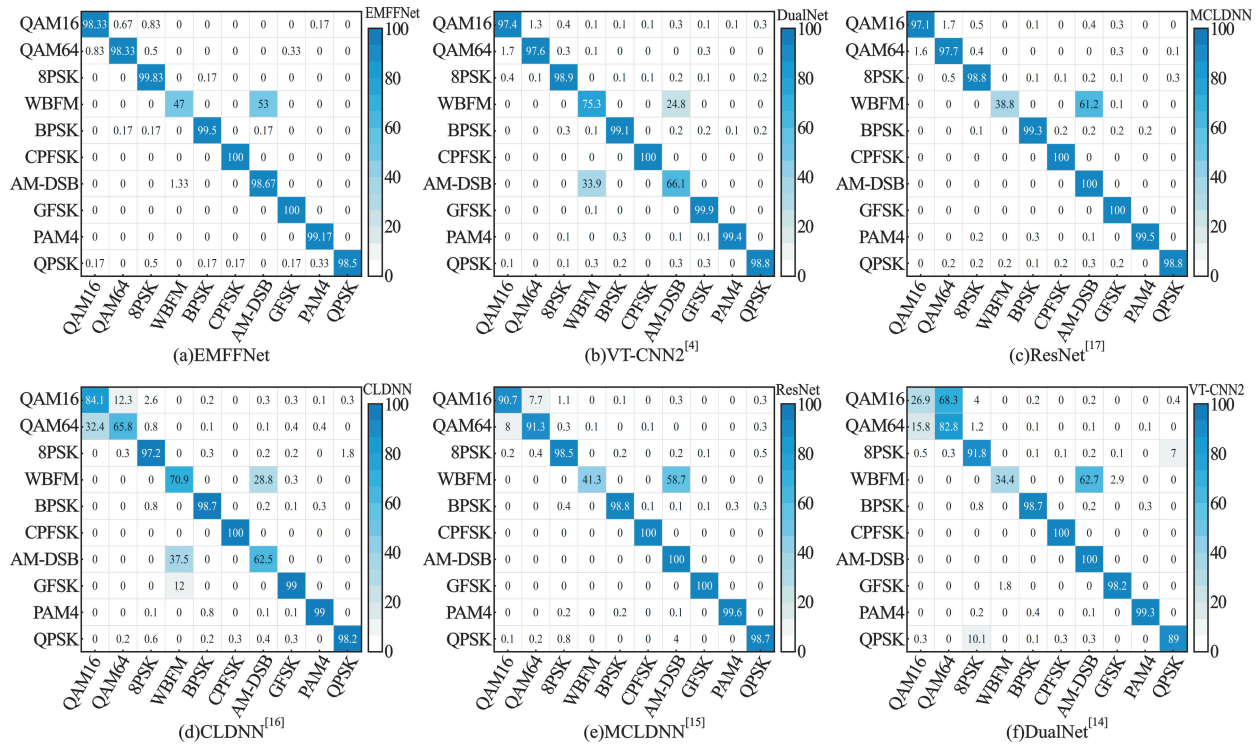 EMFFNet
QAM16 98.33 0.67 0.83 0 0 0 0 0 0.17 0 100
QAM64 0.83 98.33 0.5 0 0 0 0 0.33 0 0
8PSK 0 0 99.83 0 0.17 0 0 0 0 0 80
WBFM 0 0 0 47 0 0 53 0 0 0
BPSK 0 0.17 0.17 0 99.5 0 0.17 0 0 0 60
CPFSK 0 0 0 0 0 100 0 0 0 0
AM-DSB 0 0 0 1.33 0 0 98.67 0 0 0 40
GFSK 0 0 0 0 0 0 0 100 0 0
PAM4 0 0 0 0 0 0 0 0 99.17 0 20
QPSK 0.17 0 0.5 0 0.17 0.17 0 0.17 0.33 98.5 0
QAM16 QAM64 8PSK WBFM BPSK CPFSK AM-DSB GFSK PAM4 QPSK
(a)EMFFNet
DualNet
QAM16 97.4 1.3 0.4 0.1 0 0 0.1 0.1 0.1 0.3 100
QAM64 1.7 97.6 0.3 0.1 0 0 0 0.3 0 0.1
8PSK 0.4 0.1 98.9 0 0.1 0.1 0.2 0.1 0 0.2 80
WBFM 0 0 0 75.3 0 0 24.8 0 0 0
BPSK 0 0 0.3 0.1 99.1 0 0.2 0.2 0.1 0.2 60
CPFSK 0 0 0 0 0 100 0 0 0 0
AM-DSB 0 0 0 33.9 0 0 66.1 0 0 0 40
GFSK 0 0 0 0.1 0 0 0 99.9 0 0
PAM4 0 0 0.1 0 0.3 0 0.1 0.1 99.4 0 20
QPSK 0.1 0 0.1 0.3 0.2 0 0.3 0.3 0 98.8 0
QAM16 QAM64 8PSK WBFM BPSK CPFSK AM-DSB GFSK PAM4 QPSK
(b)VT-CNN2[4]
MCLDNN
QAM16 97.1 1.7 0.5 0 0.1 0 0.3 0 0 0.3 100
QAM64 1.6 97.7 0.4 0 0 0 0 0.3 0 0.1
8PSK 0 0.5 98.8 0 0.1 0.1 0.2 0.1 0 0.3 80
WBFM 0 0 0 38.8 0 0 61.2 0.1 0 0
BPSK 0 0 0.1 0 99.3 0.2 0.2 0.2 0.2 0 60
CPFSK 0 0 0 0 0 100 0 0 0 0
AM-DSB 0 0 0 0 0 0 100 0 0 0 40
GFSK 0 0 0 0 0 0 0 100 0 0
PAM4 0 0 0.2 0 0.2 0 0.3 0.1 99.5 0 20
QPSK 0 0.2 0.2 0.1 0.2 0.2 0.3 0.2 0 98.8 0
QAM16 QAM64 8PSK WBFM BPSK CPFSK AM-DSB GFSK PAM4 QPSK
(c)ResNet[17]
CLDNN
QAM16 84.1 12.3 2.6 0 0.2 0 0.3 0.3 0.1 0.3 100
QAM64 32.4 65.8 0.8 0 0.1 0 0.1 0.4 0.4 0
8PSK 0 0.3 97.2 0 0.3 0 0.2 0.2 0 1.8 80
WBFM 0 0 0 70.9 0 0 28.8 0.3 0 0
BPSK 0 0 0.8 0 98.7 0 0.2 0.1 0.3 0 60
CPFSK 0 0 0 0 0 100 0 0 0 0
AM-DSB 0 0 0 37.5 0 0 62.5 0 0 0 40
GFSK 0 0 0 12 0 0 0 99 0 0
PAM4 0 0 0.1 0 0.8 0 0.1 0.1 99 0 20
QPSK 0 0.2 0.6 0 0.2 0.3 0.4 0.3 0 98.2 0
QAM16 QAM64 8PSK WBFM BPSK CPFSK AM-DSB GFSK PAM4 QPSK
(d)CLDNN[16]
ResNet
QAM16 90.7 7.7 1.1 0 0.1 0 0.3 0 0 0.3 100
QAM64 8 91.3 0.3 0.1 0 0 0.1 0.3 0 0
8PSK 0.2 0.4 98.5 0 0.1 0.1 0.2 0.1 0 0.5 80
WBFM 0 0 0 41.3 0 0 58.7 0 0 0
BPSK 0 0 0.4 0 98.8 0.1 0.1 0.1 0.3 0.3 60
CPFSK 0 0 0 0 0 100 0 0 0 0
AM-DSB 0 0 0 0 0 0 100 0 0 0 40
GFSK 0 0 0 0 0 0 0 100 0 0
PAM4 0 0 0.2 0 0.2 0 0.1 0 99.6 0 20
QPSK 0.1 0.2 0.8 0 0 0 4 0 0 98.7 0
QAM16 QAM64 8PSK WBFM BPSK CPFSK AM-DSB GFSK PAM4 QPSK
(e)MCLDNN[15]
VT-CNN2
QAM16 26.9 68.3 4 0 0.2 0 0.2 0 0 0.4 100
QAM64 15.8 82.8 1.2 0 0.1 0 0 0 0.1 0
8PSK 0.5 0.3 91.8 0 0.1 0.1 0.2 0.1 0 7 80
WBFM 0 0 0 34.4 0 0 62.7 2.9 0 0
BPSK 0 0 0.8 0 98.7 0 0.2 0 0.3 0 60
CPFSK 0 0 0 0 0 100 0 0 0 0
AM-DSB 0 0 0 0 0 0 100 0 0 0 40
GFSK 0 0 0 1.8 0 0 0 98.2 0 0
PAM4 0 0 0.2 0 0.4 0 0.1 0 99.3 0 20
QPSK 0.3 0 10.1 0 0.1 0.3 0.3 0 0 89 0
QAM16 QAM64 8PSK WBFM BPSK CPFSK AM-DSB GFSK PAM4 QPSK
(f)DualNet[14]